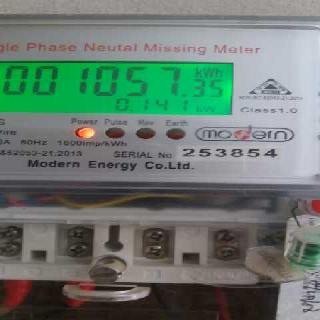 gle Phase Neutal Missing Meter
001057.35 kWh
0.141 kW
Class1.0
Power Pulse Rev Earth
modern
A 50Hz 1600imp/kWh
SERIAL No 253854
Modern Energy Co.Ltd.